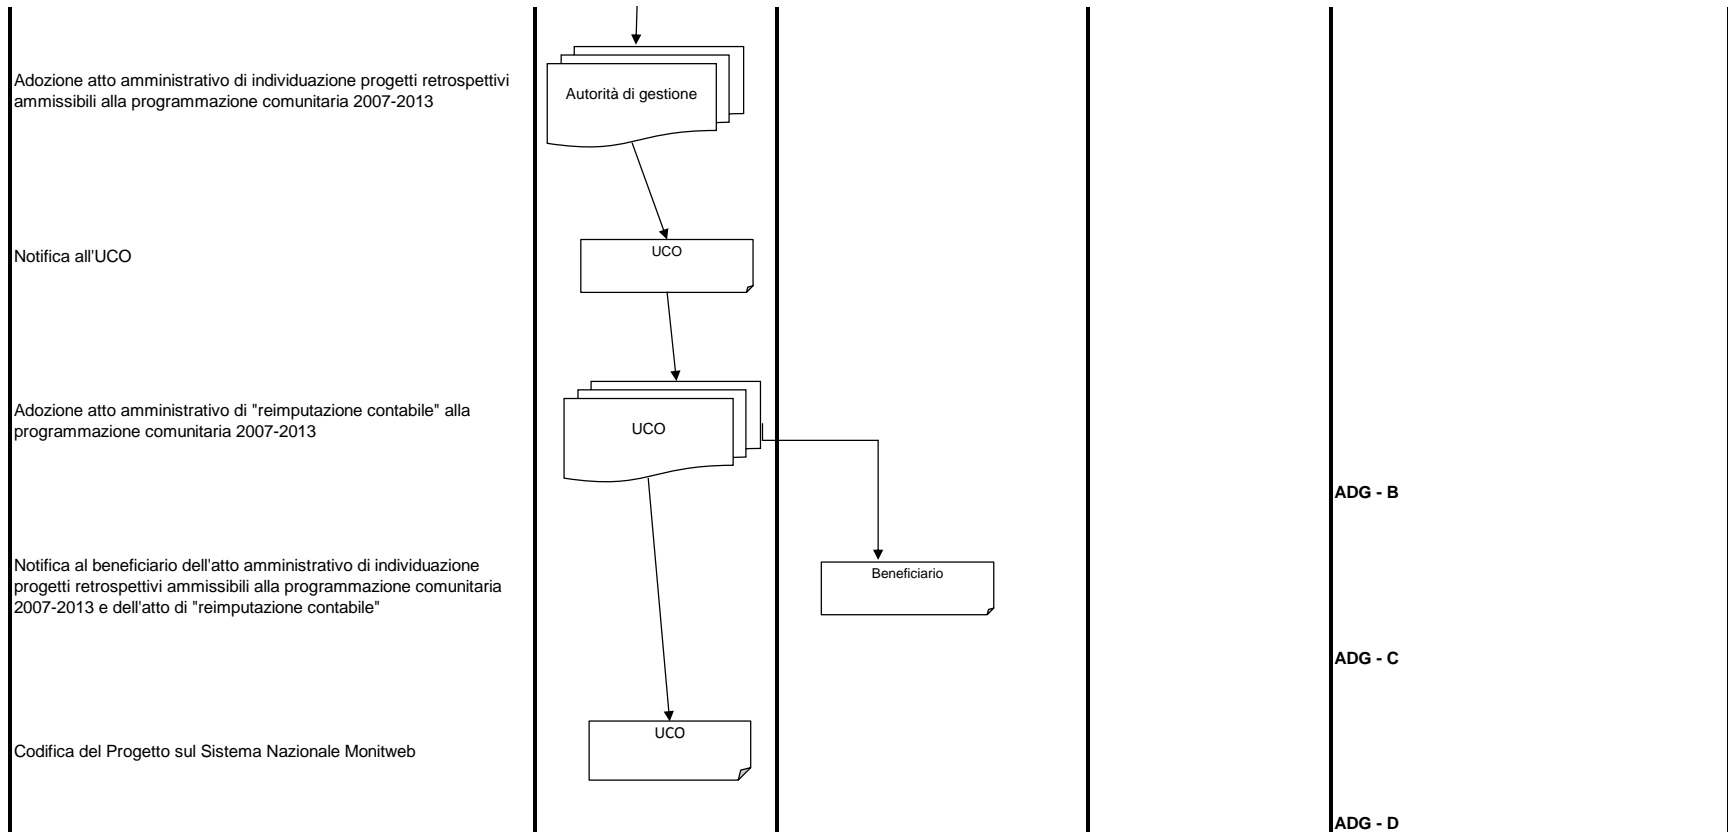 Adozione atto amministrativo di individuazione progetti retrospettivi
ammissibili alla programmazione comunitaria 2007-2013
Autorità di gestione
Notifica all'UCO
UCO
Adozione atto amministrativo di "reimputazione contabile" alla
programmazione comunitaria 2007-2013
UCO
ADG - B
Notifica al beneficiario dell'atto amministrativo di individuazione
progetti retrospettivi ammissibili alla programmazione comunitaria
2007-2013 e dell'atto di "reimputazione contabile"
Beneficiario
ADG - C
Codifica del Progetto sul Sistema Nazionale Monitweb
UCO
ADG - D